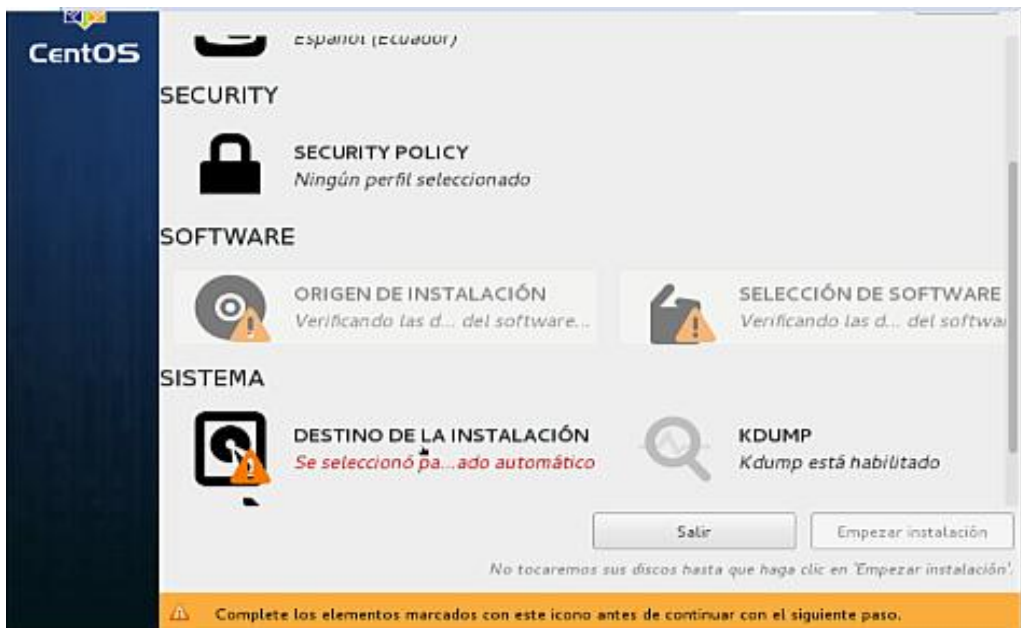 CentOS
Español (Ecuador)
SECURITY
SECURITY POLICY
Ningún perfil seleccionado
SOFTWARE
ORIGEN DE INSTALACIÓN
Verificando las d... del software...
SELECCIÓN DE SOFTWARE
Verificando las d... del softwa
SISTEMA
DESTINO DE LA INSTALACIÓN
Se seleccionó pa...ado automático
KDUMP
Kdump está habilitado
Salir
Empezar instalación
No tocaremos sus discos hasta que haga clic en 'Empezar instalación'.
Complete los elementos marcados con este icono antes de continuar con el siguiente paso.